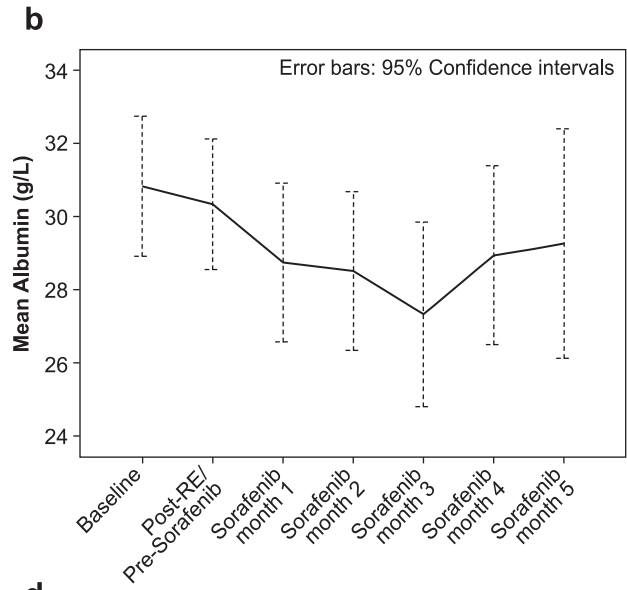 b
Error bars: 95% Confidence intervals
Mean Albumin (g/L)
34
32
30
28
26
24
Baseline
Post-RE/
Pre-Sorafenib
Sorafenib
month 1
Sorafenib
month 2
Sorafenib
month 3
Sorafenib
month 4
Sorafenib
month 5